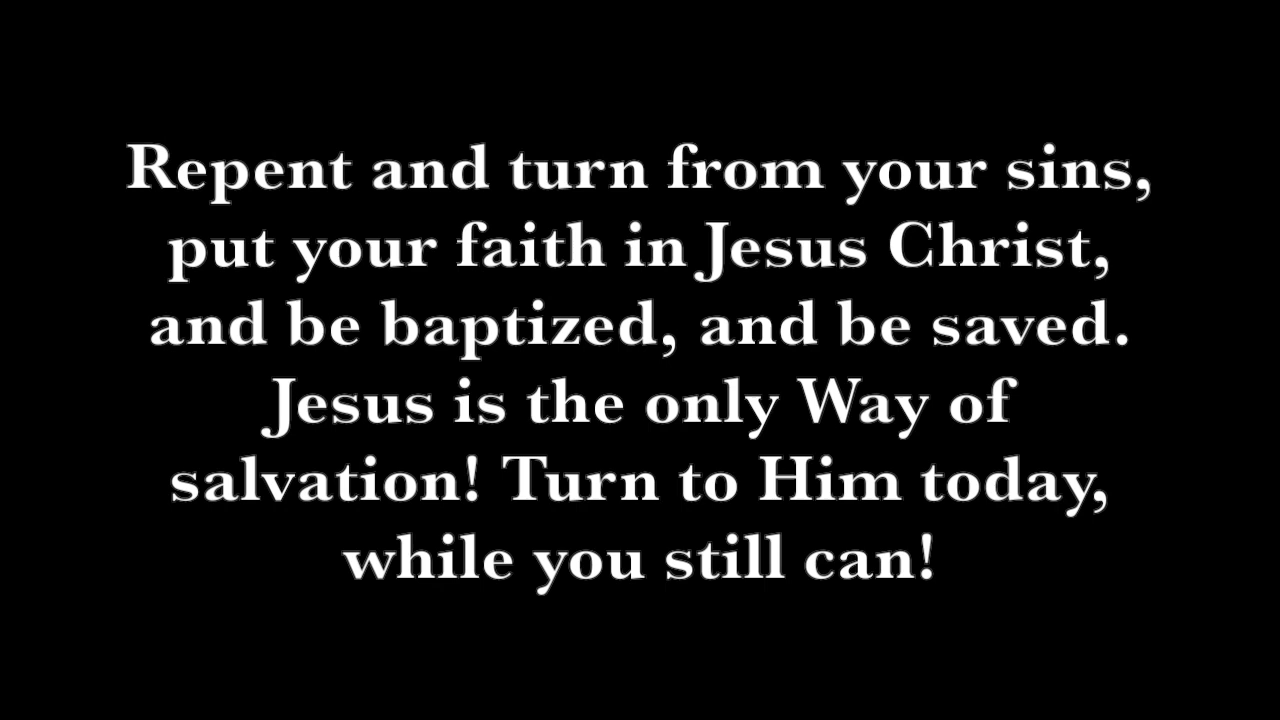 Repent and turn from your sins,
put your faith in Jesus Christ,
and be baptized, and be saved.
Jesus is the only Way of
salvation! Turn to Him today,
while you still can!